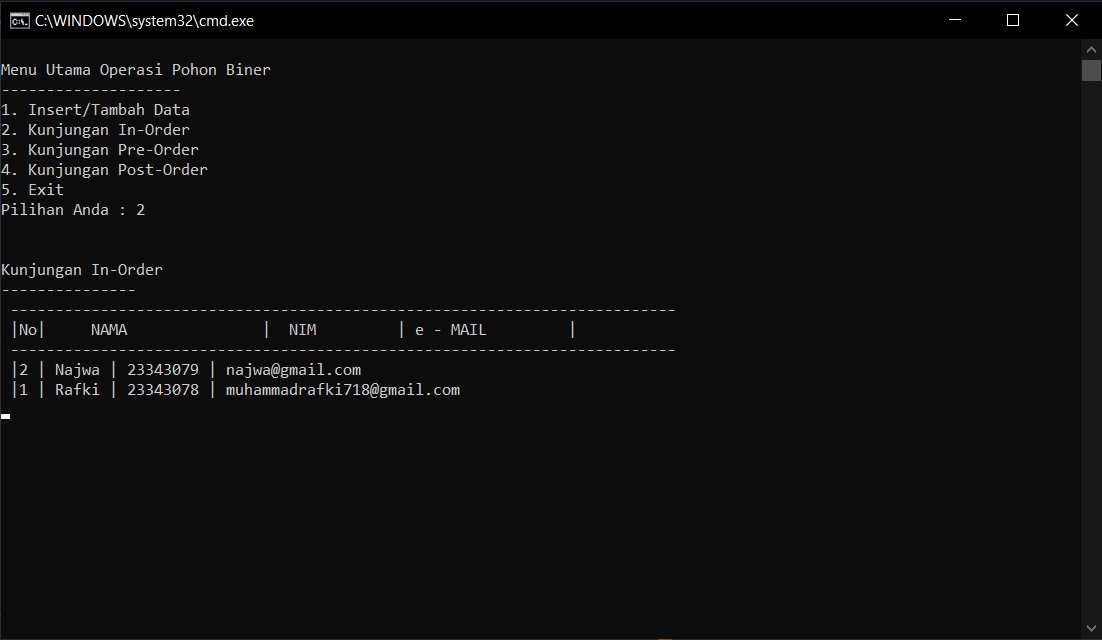 C:\WINDOWS\system32\cmd.exe
Menu Utama Operasi Pohon Biner
--------------------
1. Insert/Tambah Data
2. Kunjungan In-Order
3. Kunjungan Pre-Order
4. Kunjungan Post-Order
5. Exit
Pilihan Anda : 2
Kunjungan In-Order
---------------
--------------------------------------------------------------------------
|No|     NAMA               |  NIM         | e - MAIL         |
--------------------------------------------------------------------------
|2 | Najwa | 23343079 | najwa@gmail.com
|1 | Rafki | 23343078 | muhammadrafki718@gmail.com